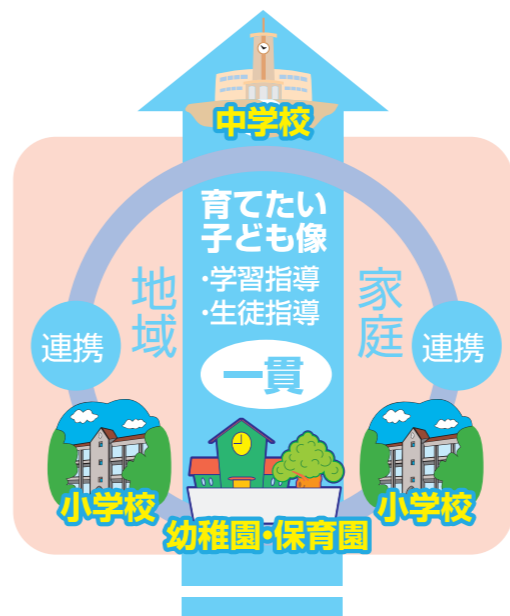 中学校
育てたい
子ども像
・学習指導
・生徒指導
地域
家庭
連携
連携
一貫
小学校
小学校
幼稚園・保育園